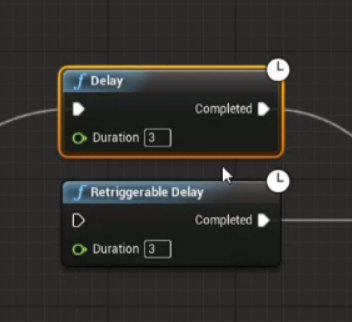 Delay
Completed
Duration 3
Retriggerable Delay
Completed
Duration 3